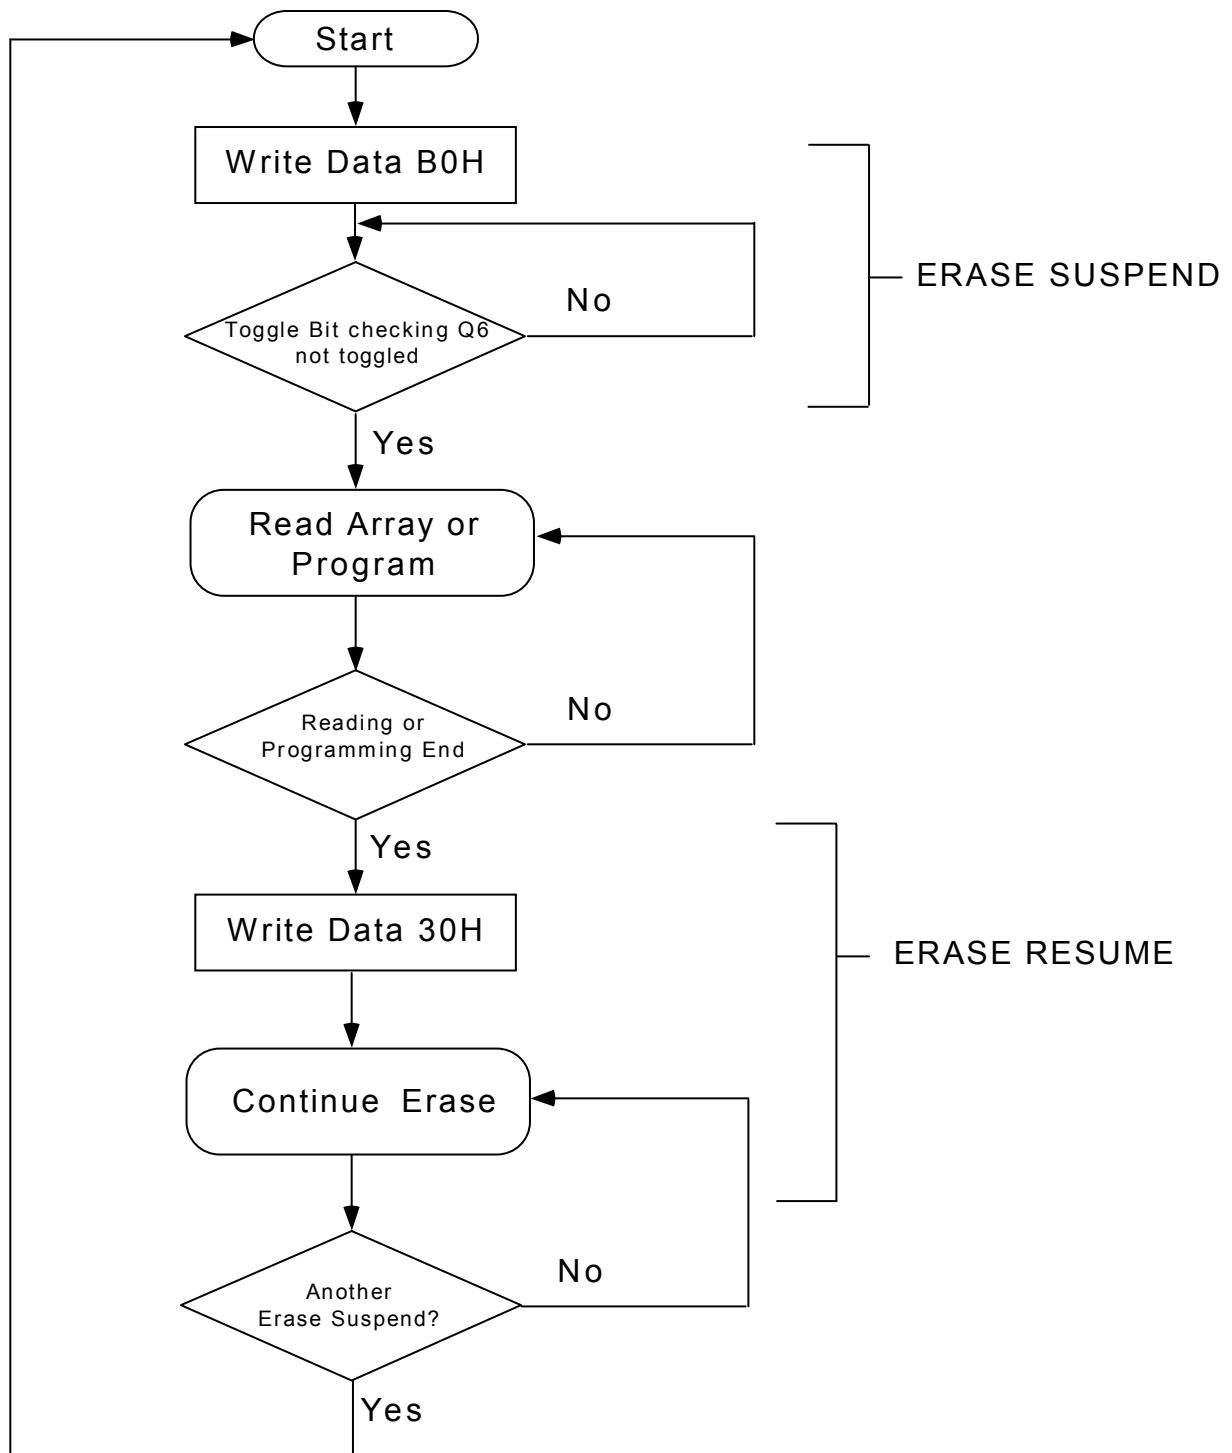 Start
Write Data B0H
ERASE SUSPEND
No
Toggle Bit checking Q6
not toggled
Yes
Read Array or
Program
No
Reading or
Programming End
Yes
Write Data 30H
ERASE RESUME
Continue Erase
No
Another
Erase Suspend?
Yes